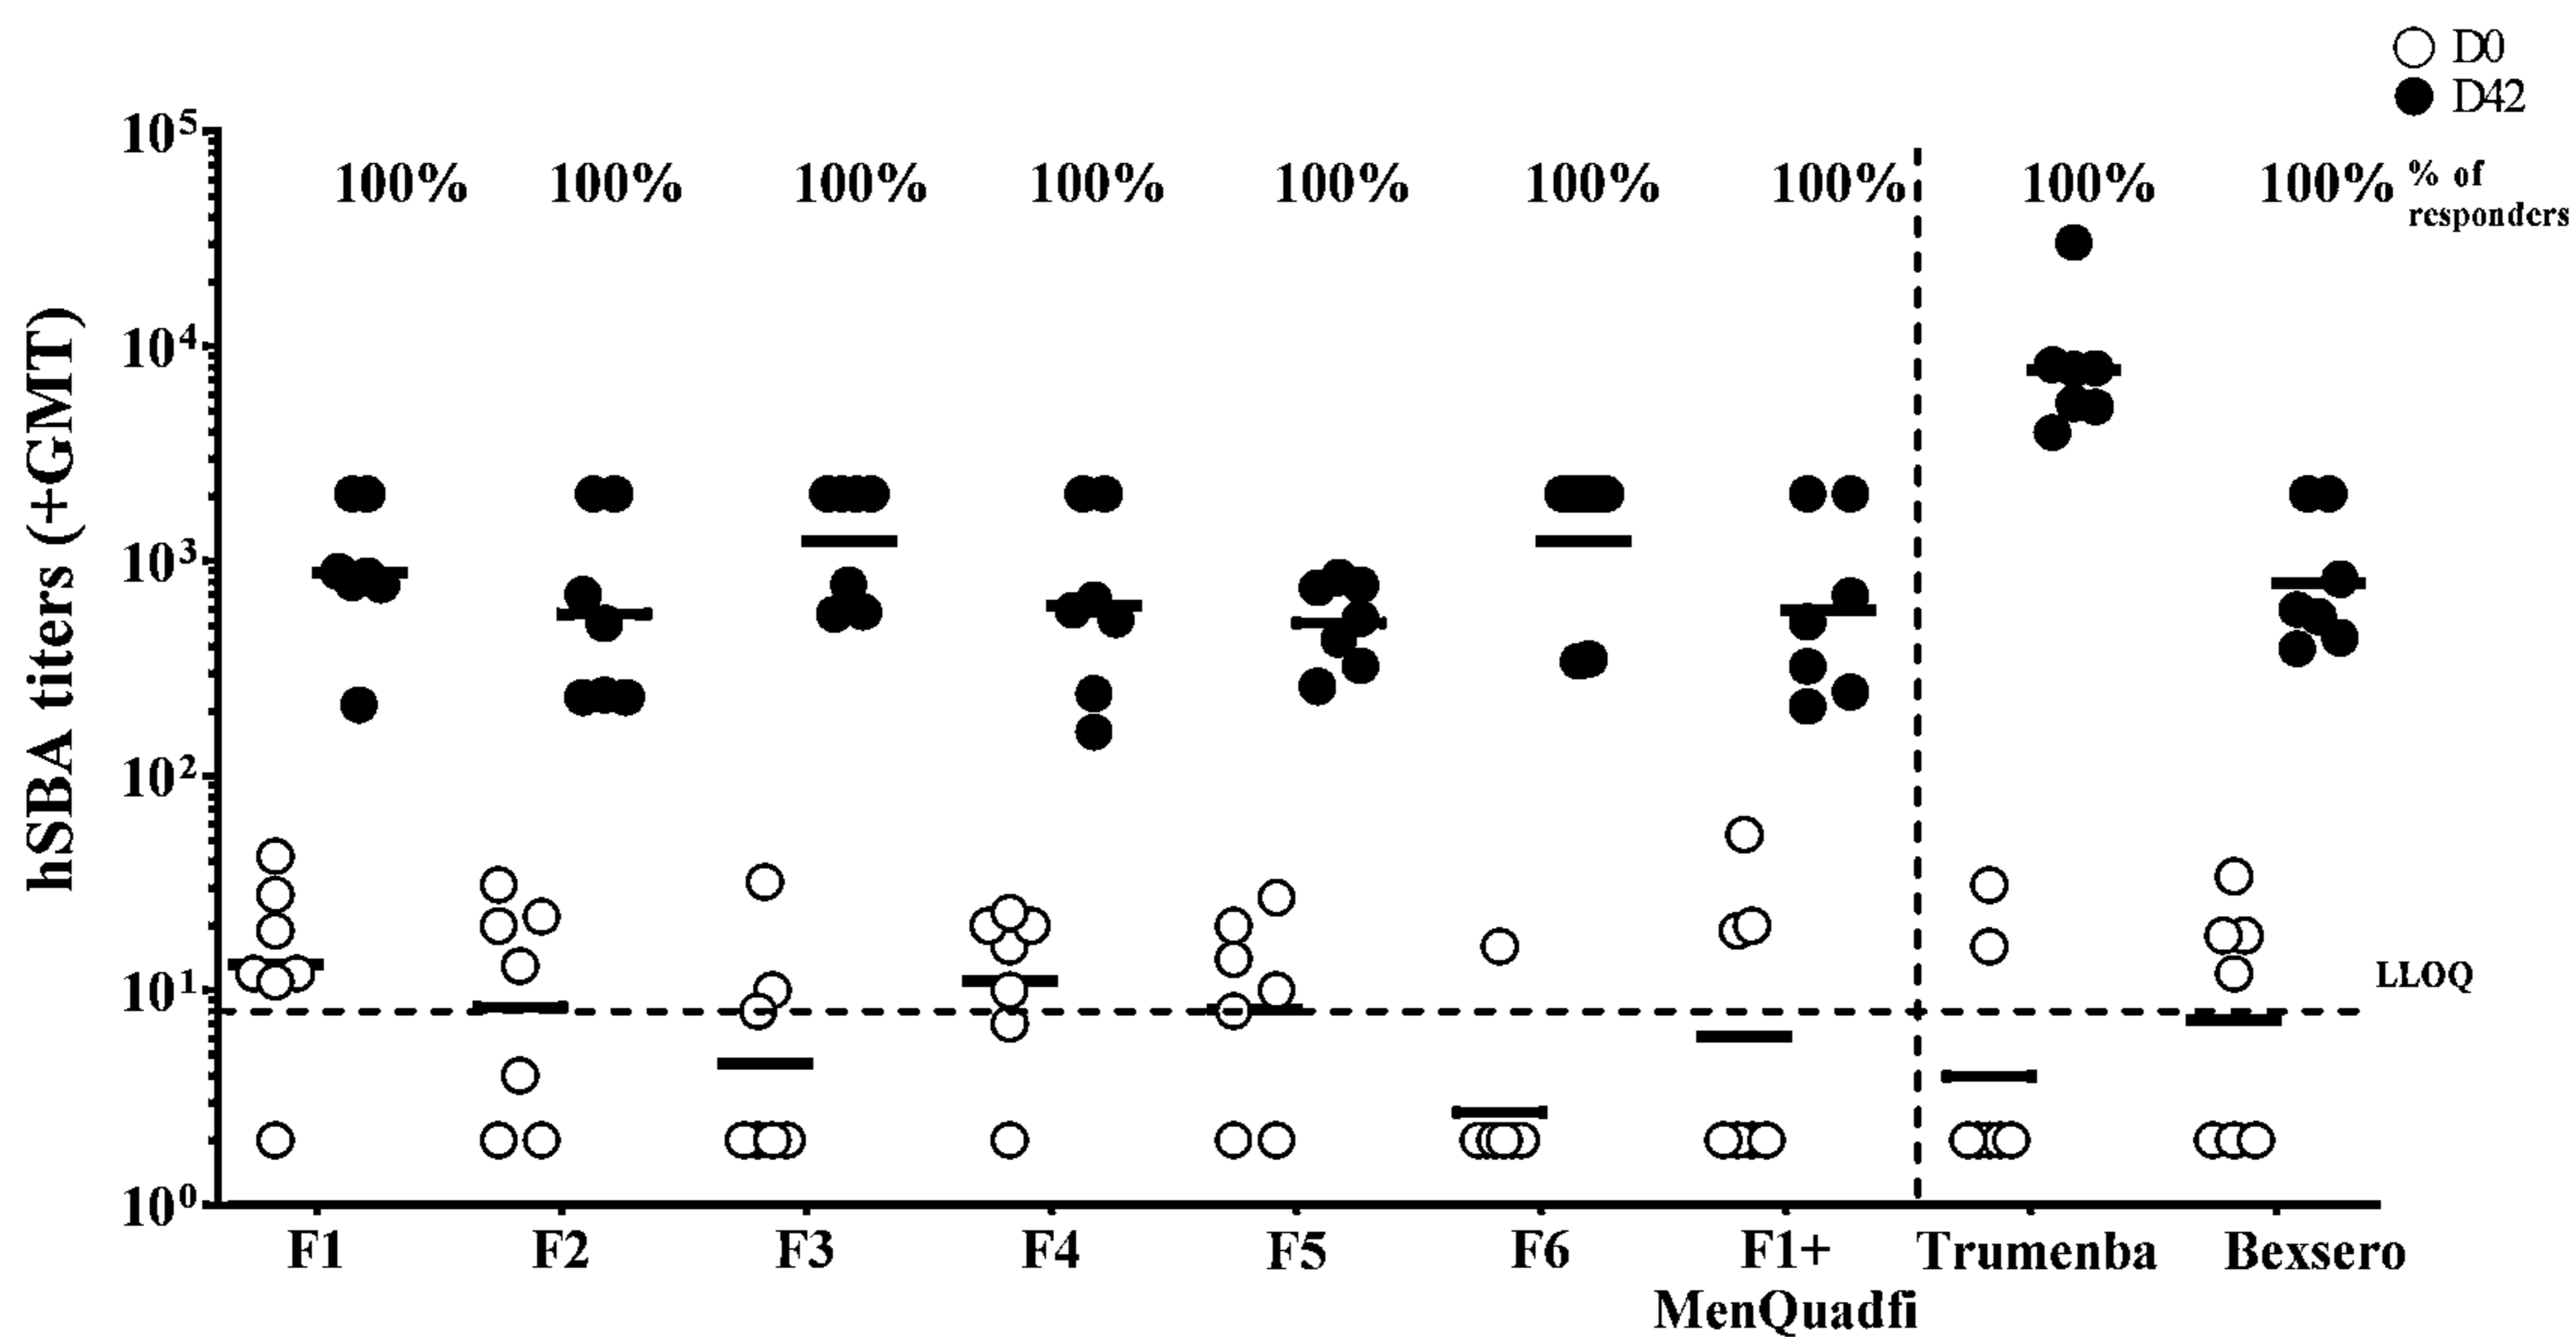 D0
D42
10⁵
100% 100% 100% 100% 100% 100% 100% 100% 100% % of
responders
10⁴
hSBA titers (+GMT)
10³
10²
10¹
LLOQ
10⁰
F1 F2 F3 F4 F5 F6 F1+ Trumenba Bexsero
MenQuadfi